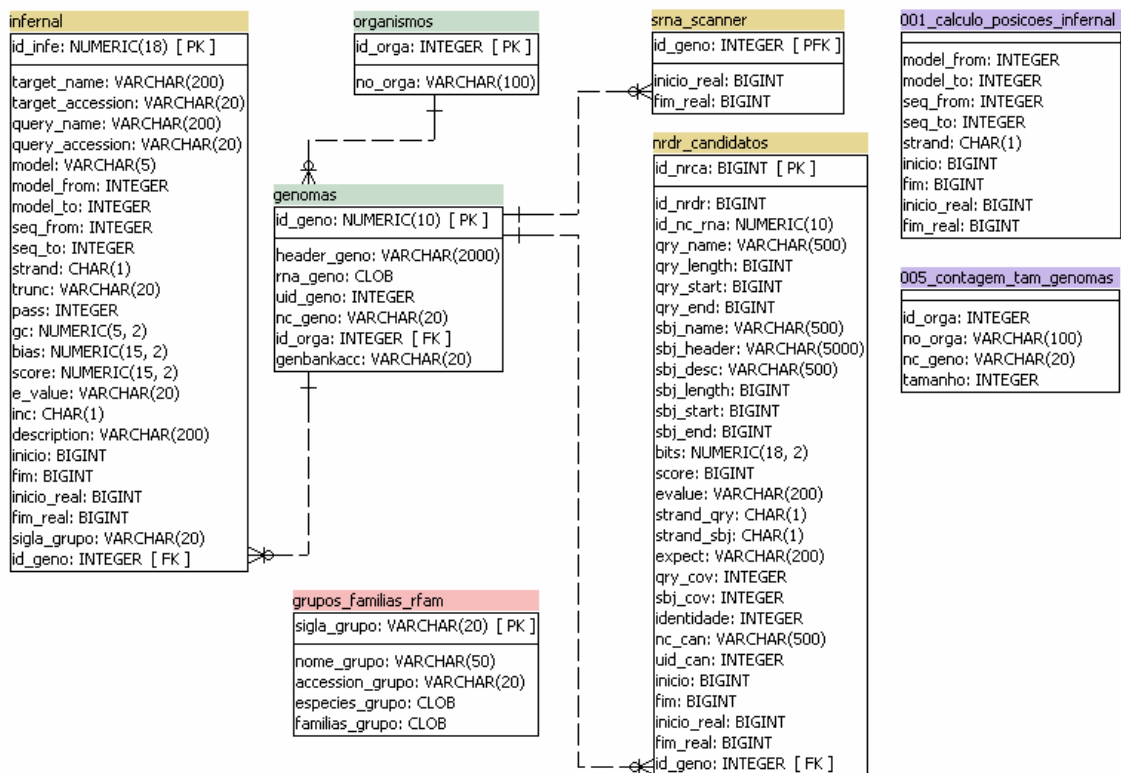 infernal
id_infe: NUMERIC(18) [ PK ]
target_name: VARCHAR(200)
target_accession: VARCHAR(20)
query_name: VARCHAR(200)
query_accession: VARCHAR(20)
model: VARCHAR(5)
model_from: INTEGER
model_to: INTEGER
seq_from: INTEGER
seq_to: INTEGER
strand: CHAR(1)
trunc: VARCHAR(20)
pass: INTEGER
gc: NUMERIC(5, 2)
bias: NUMERIC(15, 2)
score: NUMERIC(15, 2)
e_value: VARCHAR(20)
inc: CHAR(1)
description: VARCHAR(200)
inicio: BIGINT
fim: BIGINT
inicio_real: BIGINT
fim_real: BIGINT
sigla_grupo: VARCHAR(20)
id_geno: INTEGER [ FK ]
organismos
id_orga: INTEGER [ PK ]
no_orga: VARCHAR(100)
genomas
id_geno: NUMERIC(10) [ PK ]
header_geno: VARCHAR(2000)
rna_geno: CLOB
uid_geno: INTEGER
nc_geno: VARCHAR(20)
id_orga: INTEGER [ FK ]
genbankacc: VARCHAR(20)
grupos_familias_rfam
sigla_grupo: VARCHAR(20) [ PK ]
nome_grupo: VARCHAR(50)
accession_grupo: VARCHAR(20)
especies_grupo: CLOB
familias_grupo: CLOB
srna_scanner
id_geno: INTEGER [ PFK ]
inicio_real: BIGINT
fim_real: BIGINT
nrdr_candidatos
id_nrca: BIGINT [ PK ]
id_nrdr: BIGINT
id_nc_rna: NUMERIC(10)
qry_name: VARCHAR(500)
qry_length: BIGINT
qry_start: BIGINT
qry_end: BIGINT
sbj_name: VARCHAR(500)
sbj_header: VARCHAR(5000)
sbj_desc: VARCHAR(500)
sbj_length: BIGINT
sbj_start: BIGINT
sbj_end: BIGINT
bits: NUMERIC(18, 2)
score: BIGINT
evalue: VARCHAR(200)
strand_qry: CHAR(1)
strand_sbj: CHAR(1)
expect: VARCHAR(200)
qry_cov: INTEGER
sbj_cov: INTEGER
identidade: INTEGER
nc_can: VARCHAR(500)
uid_can: INTEGER
inicio: BIGINT
fim: BIGINT
inicio_real: BIGINT
fim_real: BIGINT
id_geno: INTEGER [ FK ]
001_calculo_posicoes_infernal
model_from: INTEGER
model_to: INTEGER
seq_from: INTEGER
seq_to: INTEGER
strand: CHAR(1)
inicio: BIGINT
fim: BIGINT
inicio_real: BIGINT
fim_real: BIGINT
005_contagem_tam_genomas
id_orga: INTEGER
no_orga: VARCHAR(100)
nc_geno: VARCHAR(20)
tamanho: INTEGER